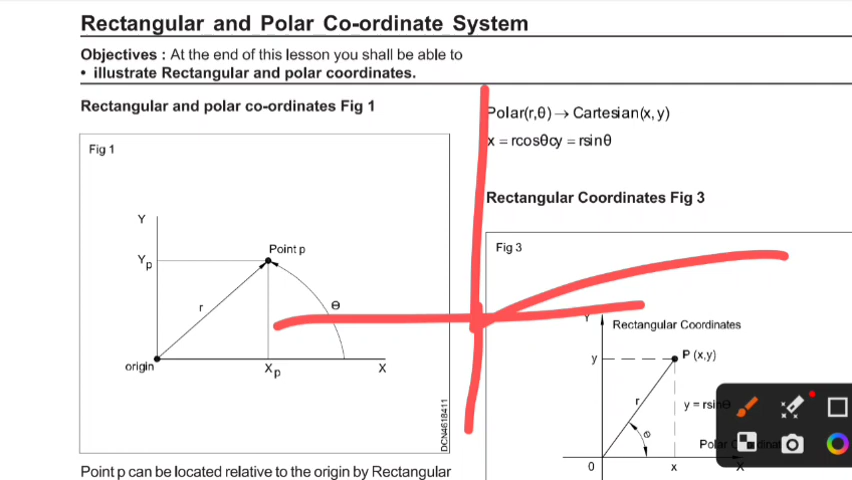 Rectangular and Polar Co-ordinate System
Objectives : At the end of this lesson you shall be able to
• illustrate Rectangular and polar coordinates.
Rectangular and polar co-ordinates Fig 1
Fig 1
Y
Yp
Point p
r
θ
origin
Xp
X
DCN4618411
Point p can be located relative to the origin by Rectangular
Polar(r,θ) → Cartesian(x, y)
x = rcosθcy = rsinθ
Rectangular Coordinates Fig 3
Fig 3
Y
Rectangular Coordinates
y
P (x,y)
r
y = rsinθ
θ
0
x
X